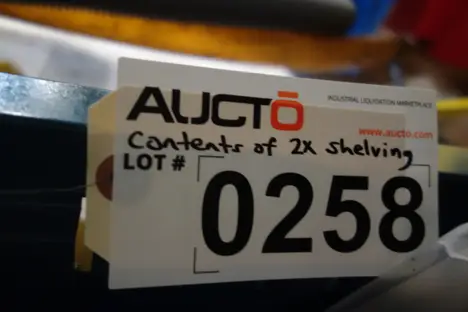 AUCTŌ
INDUSTRIAL LIQUIDATION MARKETPLACE
www.aucto.com
Contents of 2X shelving
LOT #
0258